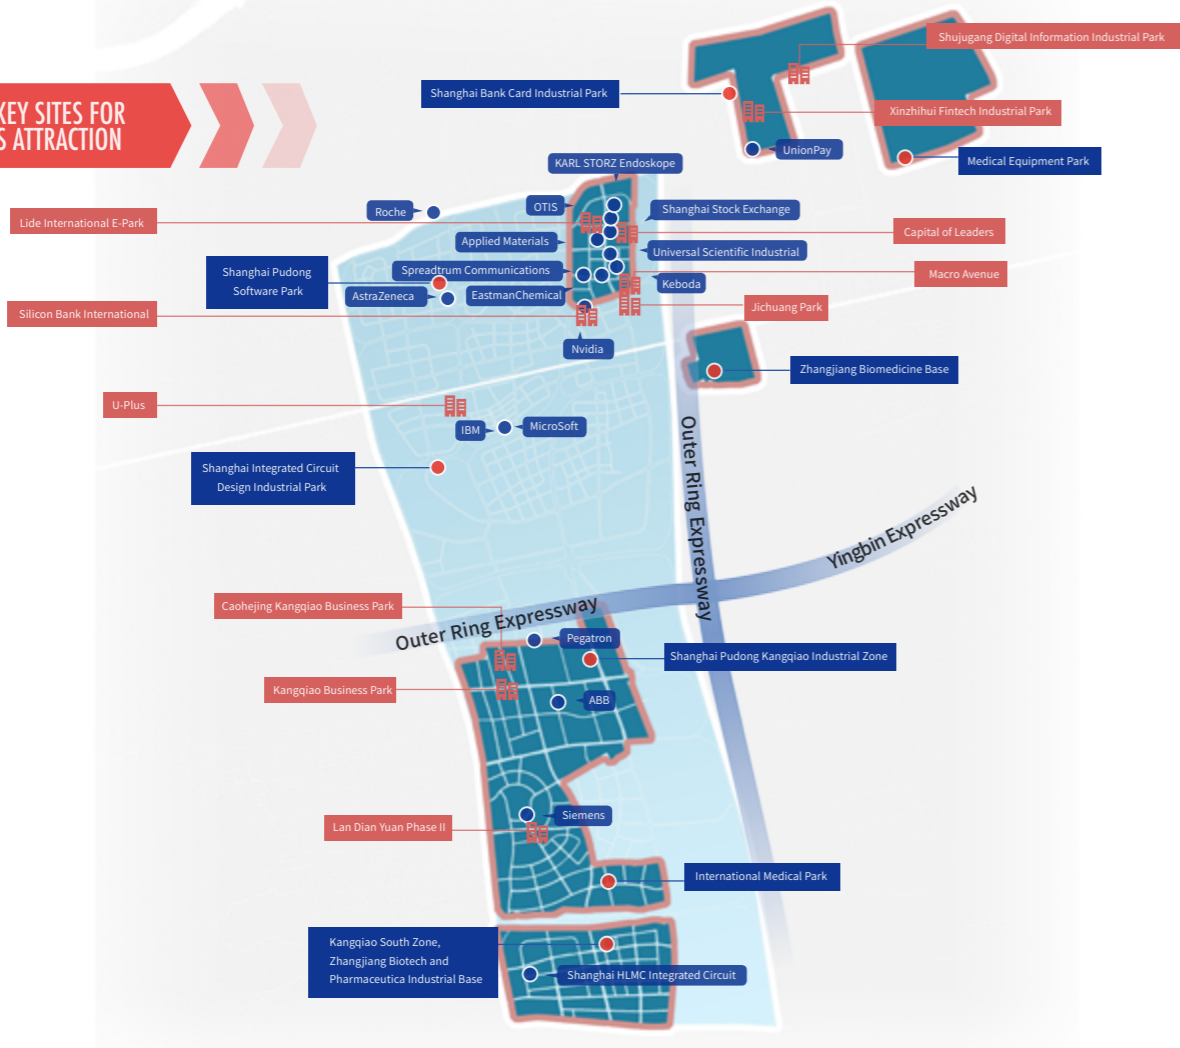 KEY SITES FOR
S ATTRACTION
Shujugang Digital Information Industrial Park
Shanghai Bank Card Industrial Park
Xinzhihui Fintech Industrial Park
UnionPay
Medical Equipment Park
KARL STORZ Endoskope
Roche
OTIS
Shanghai Stock Exchange
Lide International E-Park
Capital of Leaders
Applied Materials
Universal Scientific Industrial
Shanghai Pudong
Software Park
Spreadtrum Communications
Macro Avenue
Keboda
AstraZeneca
EastmanChemical
Silicon Bank International
Jichuang Park
Nvidia
Zhangjiang Biomedicine Base
U-Plus
IBM
MicroSoft
Shanghai Integrated Circuit
Design Industrial Park
Outer Ring Expressway
Yingbin Expressway
Caohejing Kangqiao Business Park
Outer Ring Expressway
Pegatron
Shanghai Pudong Kangqiao Industrial Zone
Kangqiao Business Park
ABB
Siemens
Lan Dian Yuan Phase II
International Medical Park
Kangqiao South Zone,
Zhangjiang Biotech and
Pharmaceutica Industrial Base
Shanghai HLMC Integrated Circuit